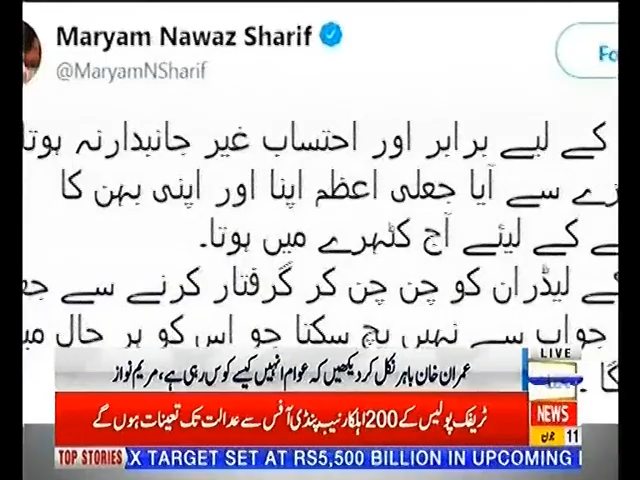 Maryam Nawaz Sharif
@MaryamNSharif
کے لیے برابر اور احتساب غیر جانبدارنہ ہوتا
سے آیا جعلی اعظم اپنا اور اپنی بہن کا
کے لیئے آج کٹہرے میں ہوتا۔
کے لیڈران کو چن چن کر گرفتار کرنے سے
جواب سے نہیں بچ سکتا جو اس کو ہر حال
LIVE
عمران خان باہر نکل کر دیکھیں کہ عوام انہیں کیسے کوس رہی ہے، مریم نواز
ٹریفک پولیس کے 200 اہلکار نیب پنڈی آفس سے عدالت تک تعینات ہوں گے
NEWS
11 جون
TOP STORIES
X TARGET SET AT RS5,500 BILLION IN UPCOMING